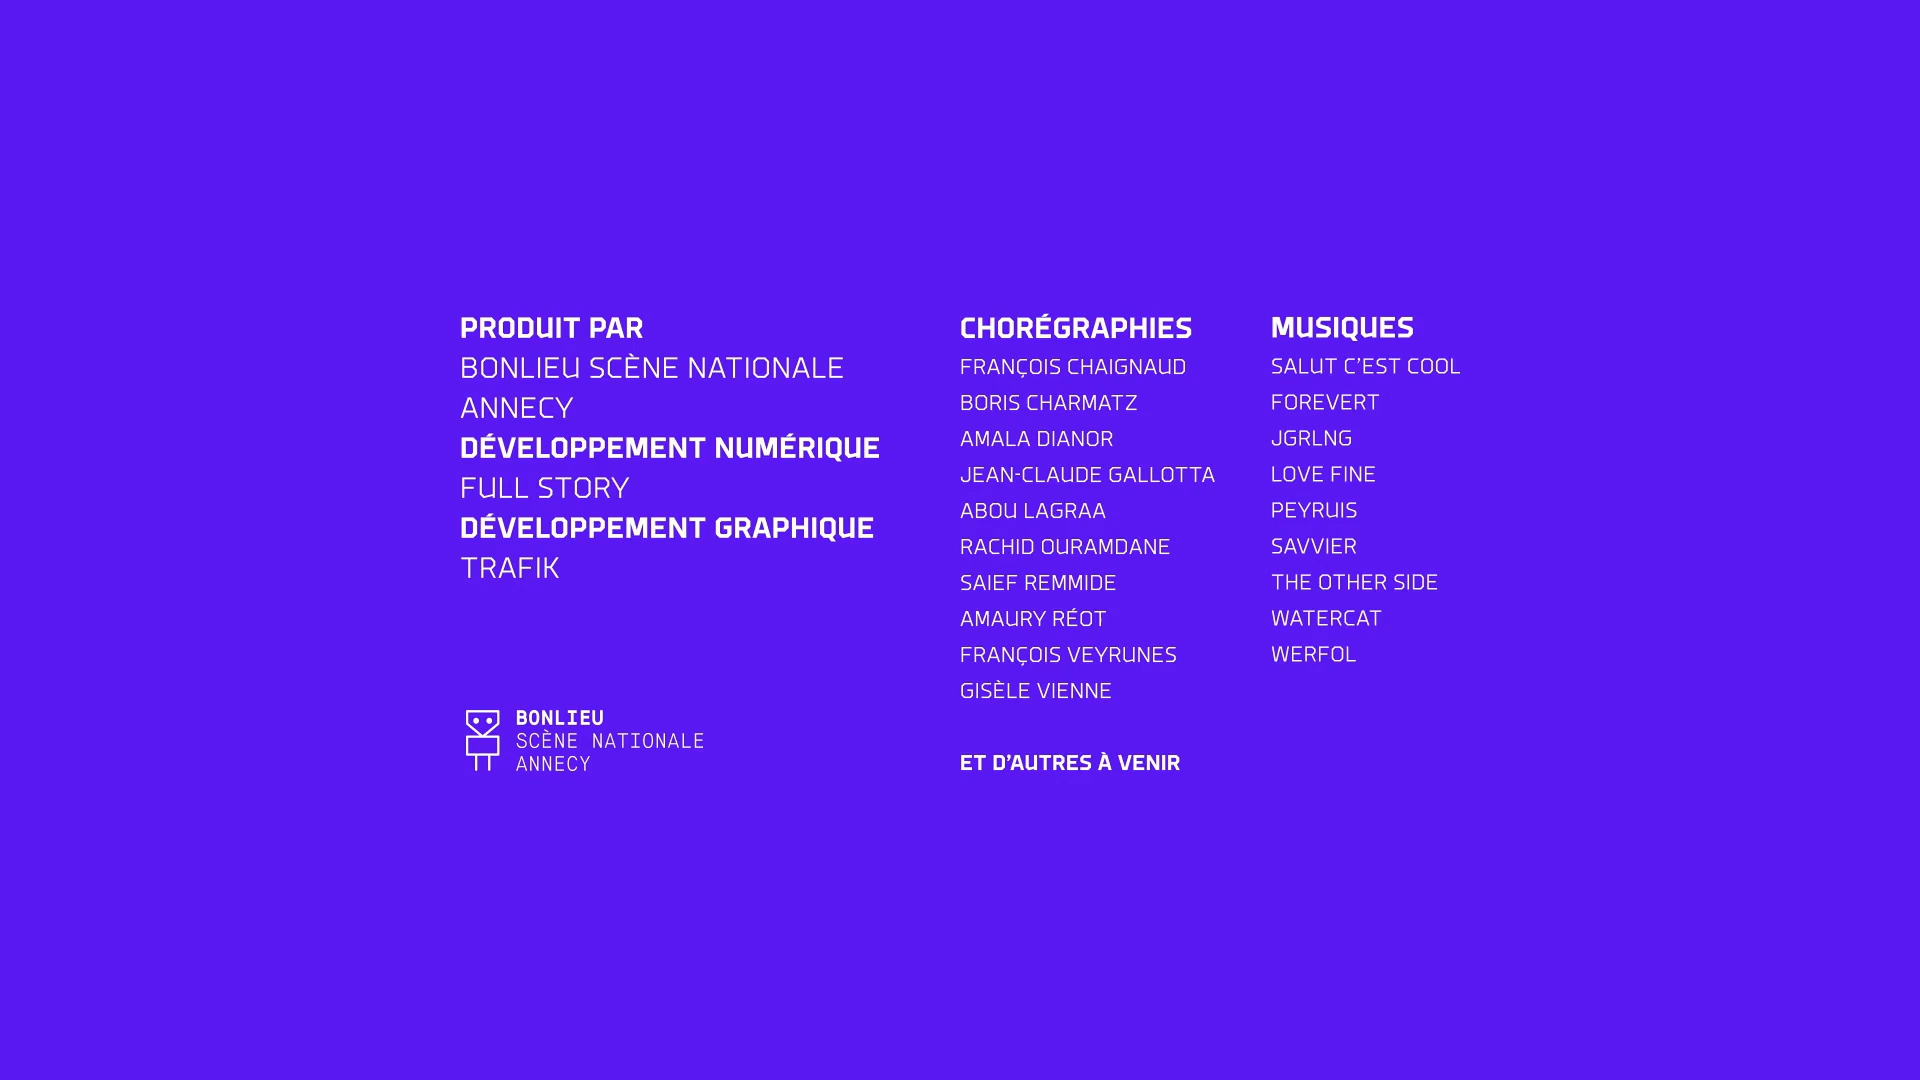 PRODUIT PAR
BONLIEU SCÈNE NATIONALE
ANNECY
DÉVELOPPEMENT NUMÉRIQUE
FULL STORY
DÉVELOPPEMENT GRAPHIQUE
TRAFIK
BONLIEU
SCÈNE NATIONALE
ANNECY
CHORÉGRAPHIES
FRANÇOIS CHAIGNAUD
BORIS CHARMATZ
AMALA DIANOR
JEAN-CLAUDE GALLOTTA
ABOU LAGRAA
RACHID OURAMDANE
SAIEF REMMIDE
AMAURY RÉOT
FRANÇOIS VEYRUNES
GISÈLE VIENNE
ET D’AUTRES À VENIR
MUSIQUES
SALUT C’EST COOL
FOREVERT
JGRLNG
LOVE FINE
PEYRUIS
SAVVIER
THE OTHER SIDE
WATERCAT
WERFOL